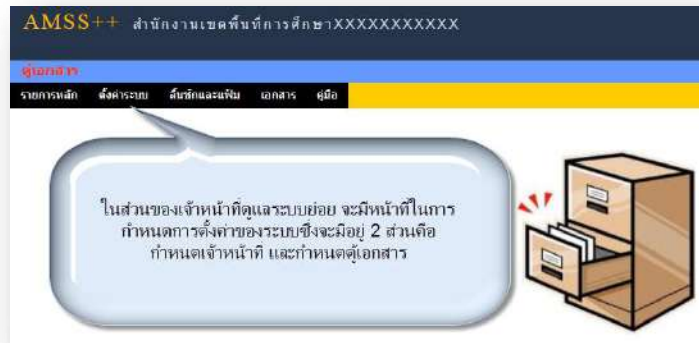 AMSS++ สำนักงานเขตพื้นที่การศึกษาXXXXXXXXXXX
ตู้เอกสาร
รายการหลัก ตั้งค่าระบบ ลิ้นชักและแฟ้ม เอกสาร คู่มือ
ในส่วนของเจ้าหน้าที่ดูแลระบบย่อย จะมีหน้าที่ในการ
กำหนดการตั้งค่าของระบบซึ่งจะมีอยู่ 2 ส่วนคือ
กำหนดเจ้าหน้าที่ และกำหนดตู้เอกสาร